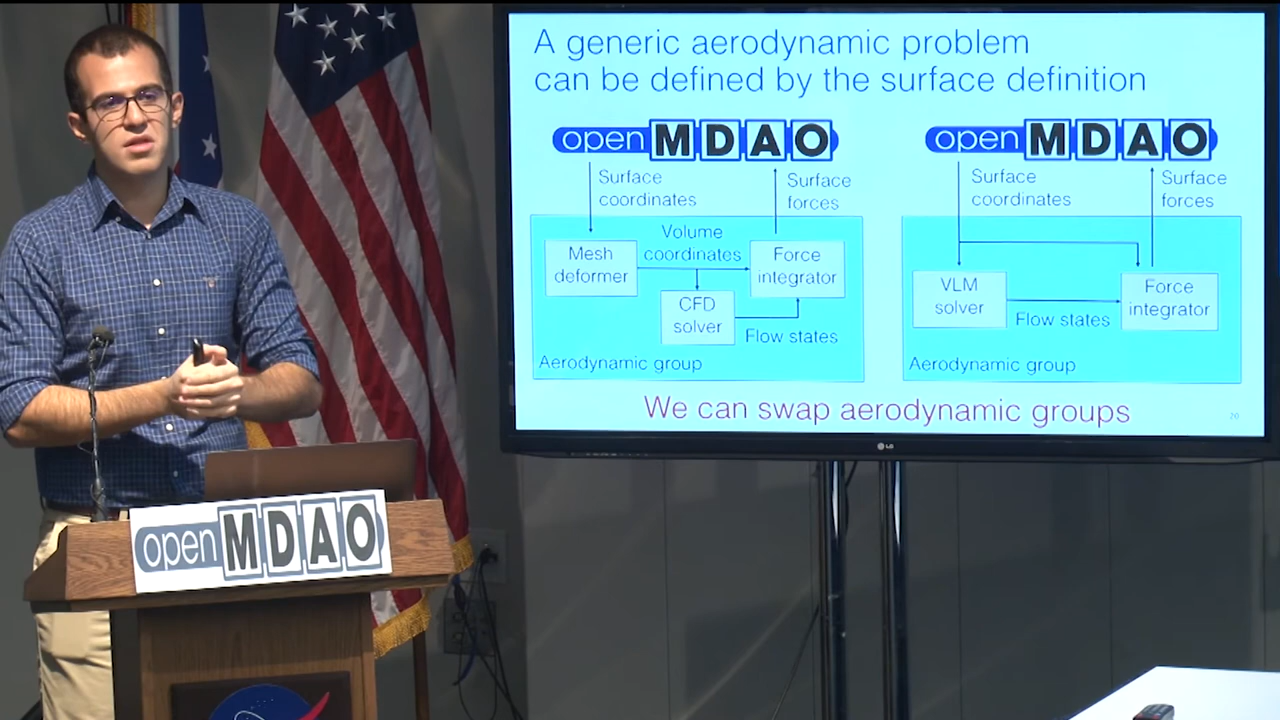 A generic aerodynamic problem
can be defined by the surface definition
openMDAO
Surface
coordinates
Surface
forces
Mesh
deformer
Volume
coordinates
Force
integrator
CFD
solver
Flow states
Aerodynamic group
openMDAO
Surface
coordinates
Surface
forces
VLM
solver
Force
integrator
Flow states
Aerodynamic group
We can swap aerodynamic groups
20
LG
openMDAO